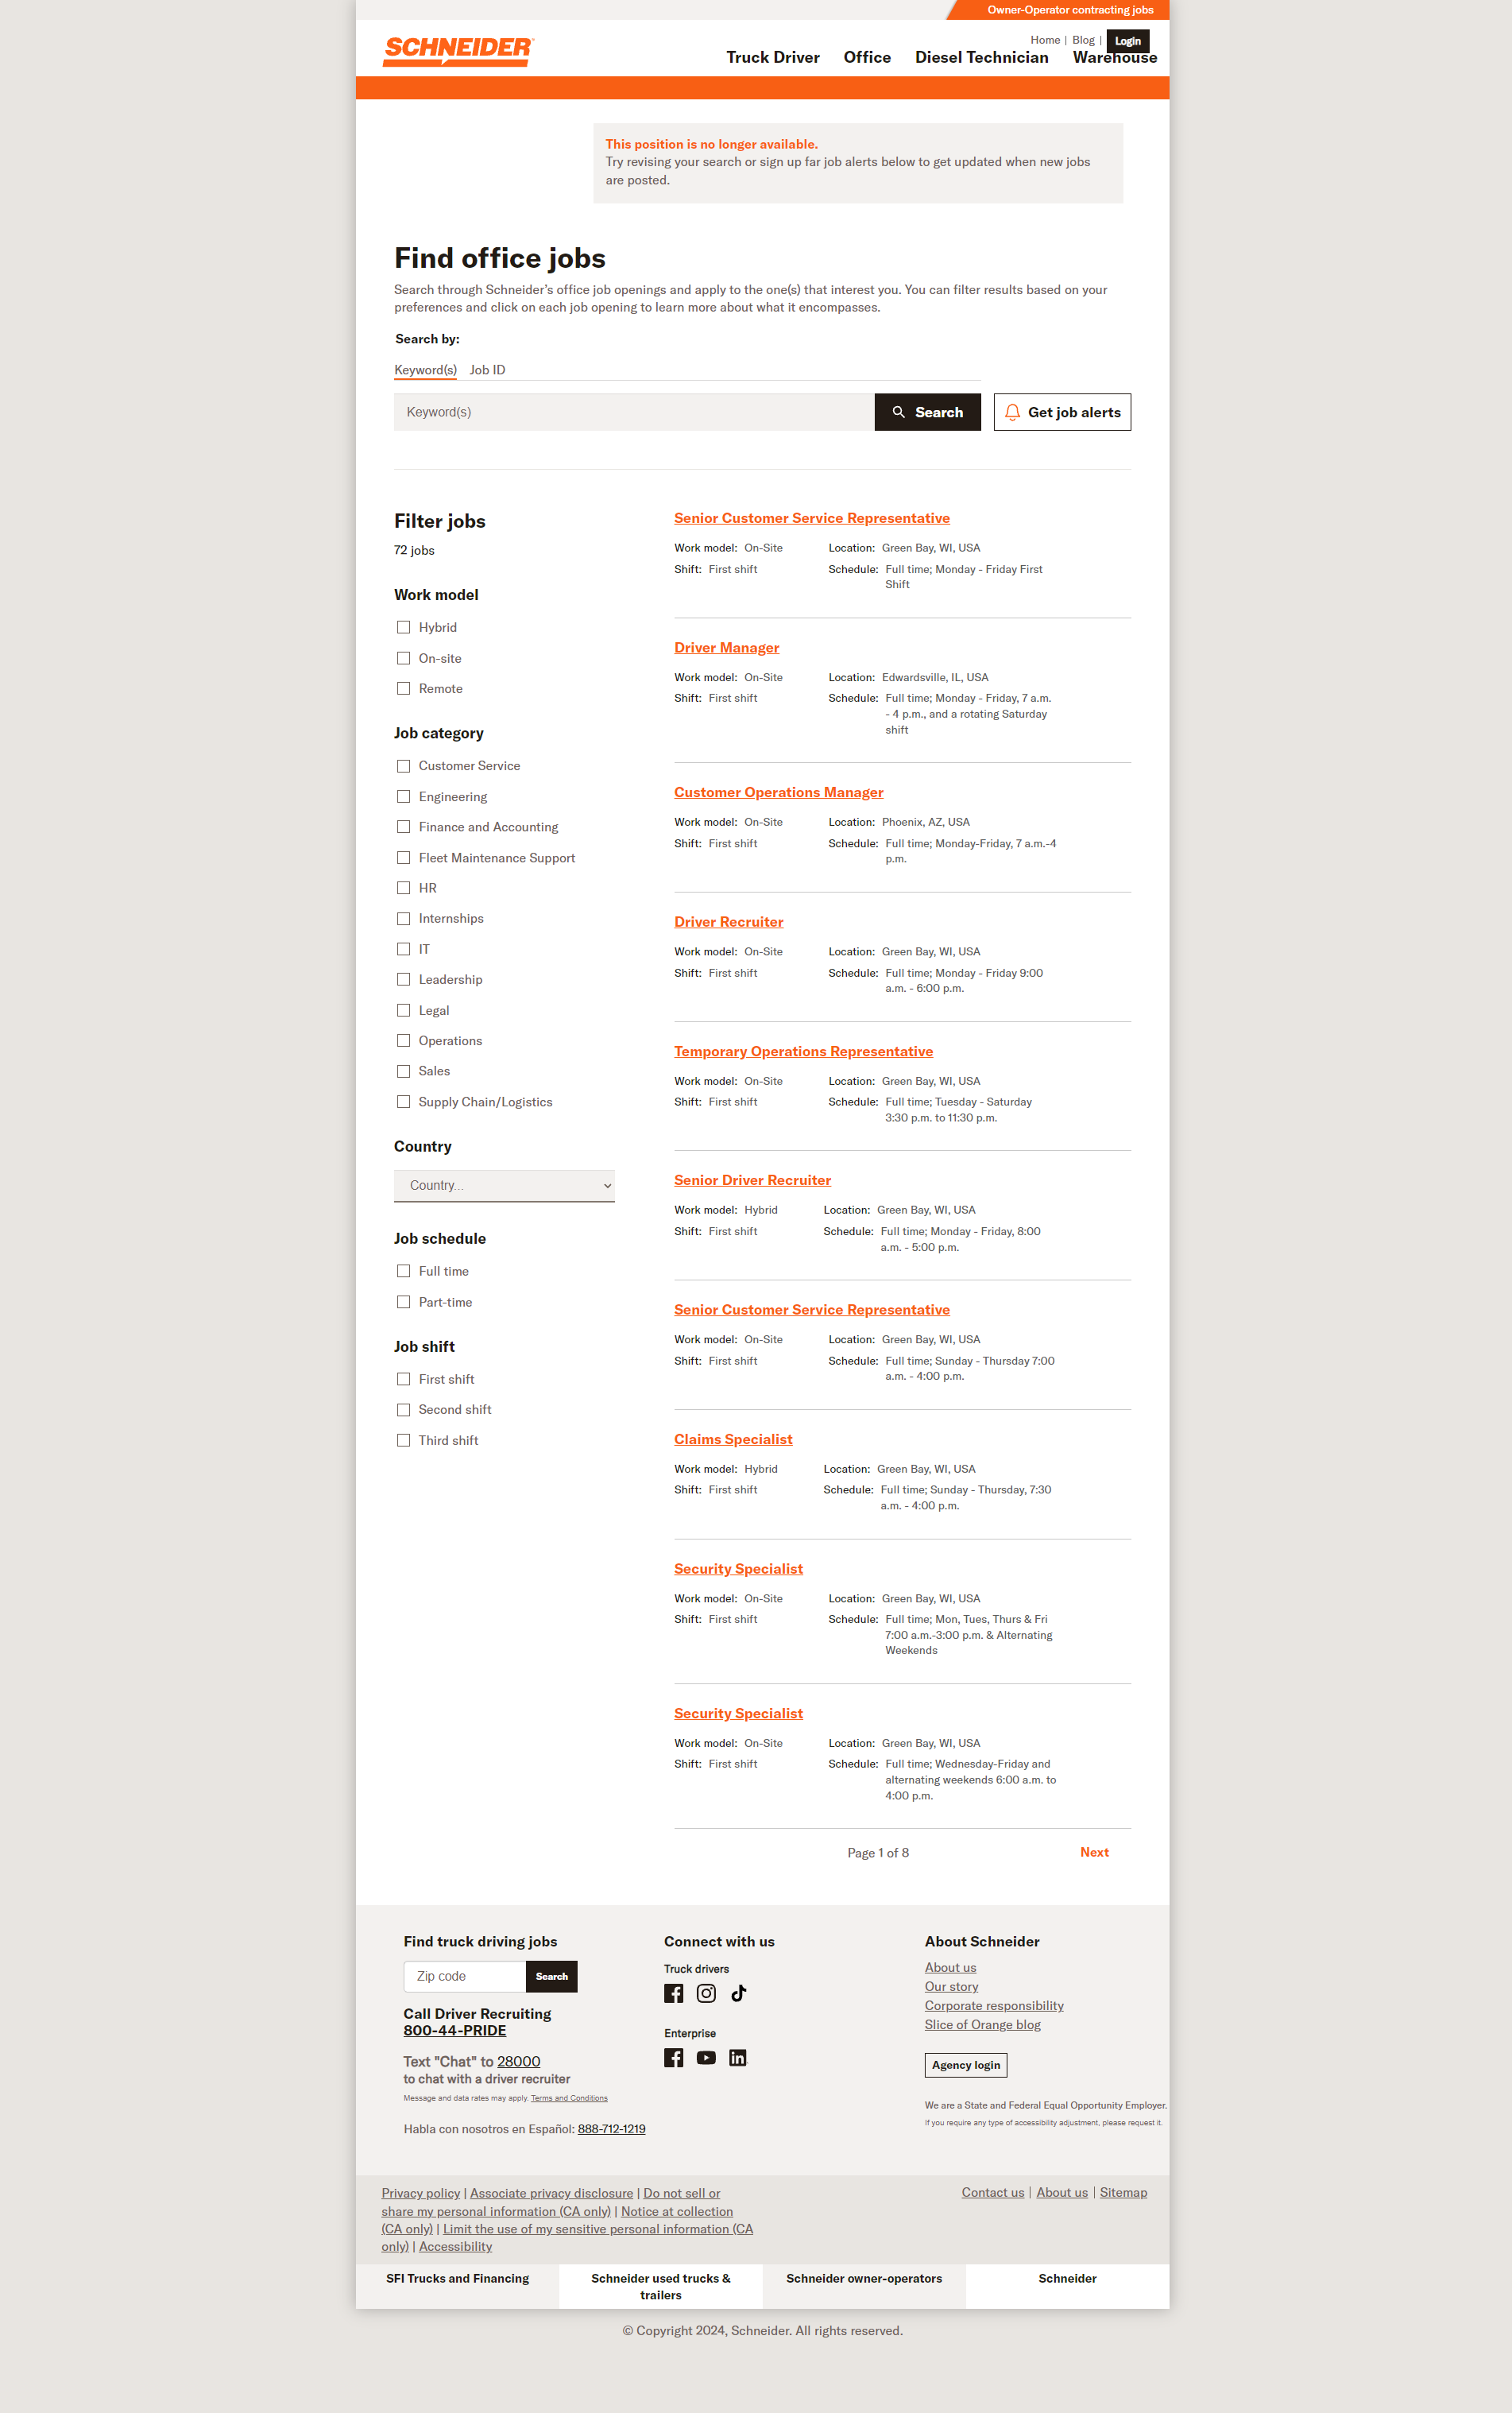 Owner-Operator contracting jobs
SCHNEIDER
Home | Blog | Login
Truck Driver Office Diesel Technician Warehouse
This position is no longer available.
Try revising your search or sign up far job alerts below to get updated when new jobs
are posted.
Find office jobs
Search through Schneider's office job openings and apply to the one(s) that interest you. You can filter results based on your
preferences and click on each job opening to learn more about what it encompasses.
Search by:
Keyword(s) Job ID
Keyword(s) Search Get job alerts
Filter jobs
72 jobs
Work model
Hybrid
On-site
Remote
Job category
Customer Service
Engineering
Finance and Accounting
Fleet Maintenance Support
HR
Internships
IT
Leadership
Legal
Operations
Sales
Supply Chain/Logistics
Country
Country...
Job schedule
Full time
Part-time
Job shift
First shift
Second shift
Third shift
Senior Customer Service Representative
Work model: On-Site Location: Green Bay, WI, USA
Shift: First shift Schedule: Full time; Monday - Friday First
Shift
Driver Manager
Work model: On-Site Location: Edwardsville, IL, USA
Shift: First shift Schedule: Full time; Monday - Friday, 7 a.m.
- 4 p.m., and a rotating Saturday
shift
Customer Operations Manager
Work model: On-Site Location: Phoenix, AZ, USA
Shift: First shift Schedule: Full time; Monday-Friday, 7 a.m.-4
p.m.
Driver Recruiter
Work model: On-Site Location: Green Bay, WI, USA
Shift: First shift Schedule: Full time; Monday - Friday 9:00
a.m. - 6:00 p.m.
Temporary Operations Representative
Work model: On-Site Location: Green Bay, WI, USA
Shift: First shift Schedule: Full time; Tuesday - Saturday
3:30 p.m. to 11:30 p.m.
Senior Driver Recruiter
Work model: Hybrid Location: Green Bay, WI, USA
Shift: First shift Schedule: Full time; Monday - Friday, 8:00
a.m. - 5:00 p.m.
Senior Customer Service Representative
Work model: On-Site Location: Green Bay, WI, USA
Shift: First shift Schedule: Full time; Sunday - Thursday 7:00
a.m. - 4:00 p.m.
Claims Specialist
Work model: Hybrid Location: Green Bay, WI, USA
Shift: First shift Schedule: Full time; Sunday - Thursday, 7:30
a.m. - 4:00 p.m.
Security Specialist
Work model: On-Site Location: Green Bay, WI, USA
Shift: First shift Schedule: Full time; Mon, Tues, Thurs & Fri
7:00 a.m.-3:00 p.m. & Alternating
Weekends
Security Specialist
Work model: On-Site Location: Green Bay, WI, USA
Shift: First shift Schedule: Full time; Wednesday-Friday and
alternating weekends 6:00 a.m. to
4:00 p.m.
Page 1 of 8 Next
Find truck driving jobs
Zip code Search
Call Driver Recruiting
800-44-PRIDE
Text "Chat" to 28000
to chat with a driver recruiter
Message and data rates may apply. Terms and Conditions
Habla con nosotros en Español: 888-712-1219
Connect with us
Truck drivers
Enterprise
About Schneider
About us
Our story
Corporate responsibility
Slice of Orange blog
Agency login
We are a State and Federal Equal Opportunity Employer.
If you require any type of accessibility adjustment, please request it.
Privacy policy | Associate privacy disclosure | Do not sell or
share my personal information (CA only) | Notice at collection
(CA only) | Limit the use of my sensitive personal information (CA
only) | Accessibility
Contact us | About us | Sitemap
SFI Trucks and Financing
Schneider used trucks &
trailers
Schneider owner-operators
Schneider
© Copyright 2024, Schneider. All rights reserved.